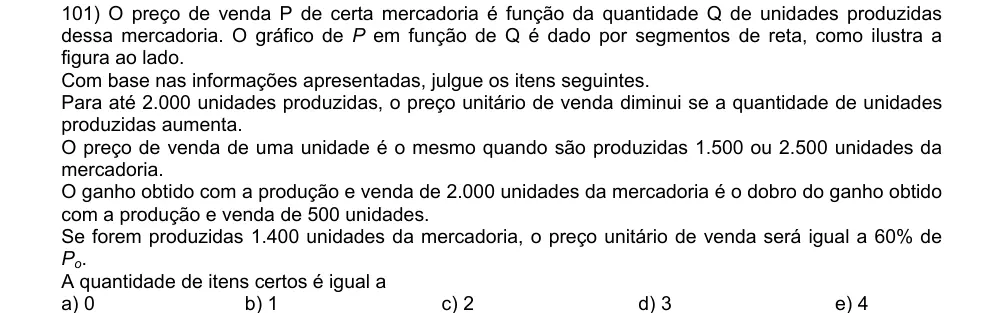 101) O preço de venda P de certa mercadoria é função da quantidade Q de unidades produzidas
dessa mercadoria. O gráfico de P em função de Q é dado por segmentos de reta, como ilustra a
figura ao lado.
Com base nas informações apresentadas, julgue os itens seguintes.
Para até 2.000 unidades produzidas, o preço unitário de venda diminui se a quantidade de unidades
produzidas aumenta.
O preço de venda de uma unidade é o mesmo quando são produzidas 1.500 ou 2.500 unidades da
mercadoria.
O ganho obtido com a produção e venda de 2.000 unidades da mercadoria é o dobro do ganho obtido
com a produção e venda de 500 unidades.
Se forem produzidas 1.400 unidades da mercadoria, o preço unitário de venda será igual a 60% de
Po.
A quantidade de itens certos é igual a
a) 0 b) 1 c) 2 d) 3 e) 4